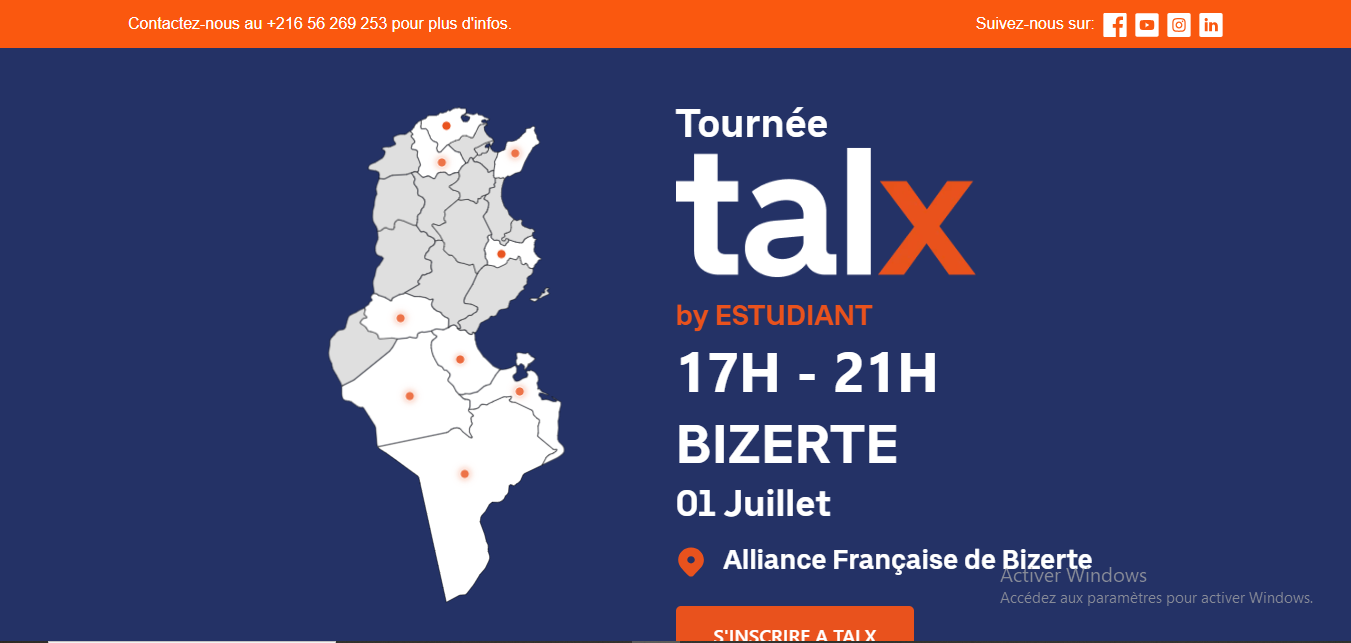 Contactez-nous au +216 56 269 253 pour plus d'infos.
Suivez-nous sur:
Tournée
talx
by ESTUDIANT
17H - 21H
BIZERTE
01 Juillet
Alliance Française de Bizerte
Activer Windows
Accédez aux paramètres pour activer Windows.
S'INSCRIRE A TALX